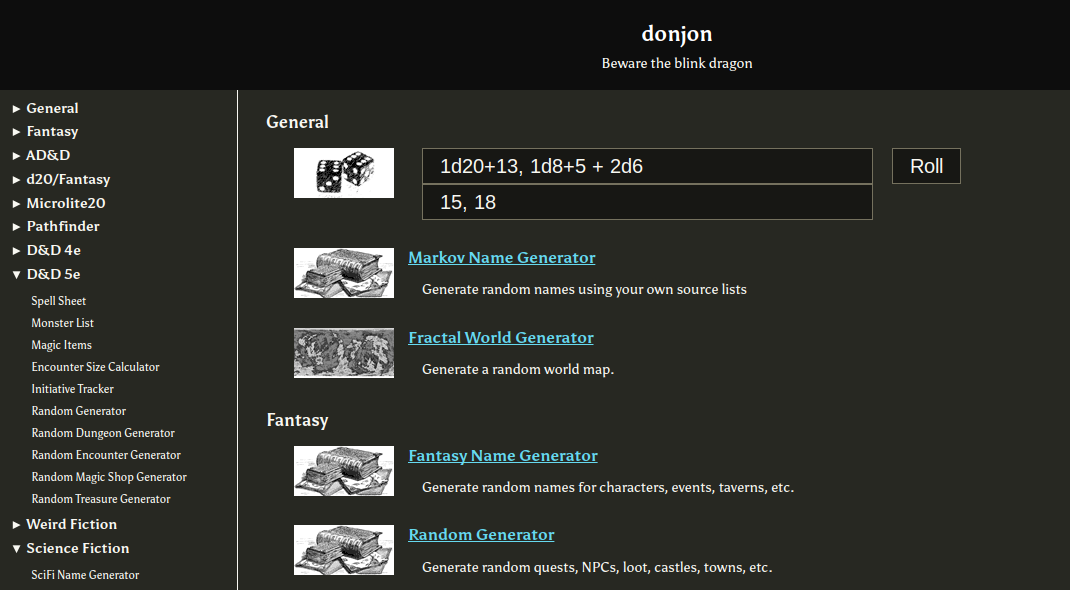 donjon
Beware the blink dragon
► General
► Fantasy
► AD&D
► d20/Fantasy
► Microlite20
► Pathfinder
► D&D 4e
▼ D&D 5e
Spell Sheet
Monster List
Magic Items
Encounter Size Calculator
Initiative Tracker
Random Generator
Random Dungeon Generator
Random Encounter Generator
Random Magic Shop Generator
Random Treasure Generator
► Weird Fiction
▼ Science Fiction
SciFi Name Generator
General
1d20+13, 1d8+5 + 2d6
Roll
15, 18
Markov Name Generator
Generate random names using your own source lists
Fractal World Generator
Generate a random world map.
Fantasy
Fantasy Name Generator
Generate random names for characters, events, taverns, etc.
Random Generator
Generate random quests, NPCs, loot, castles, towns, etc.